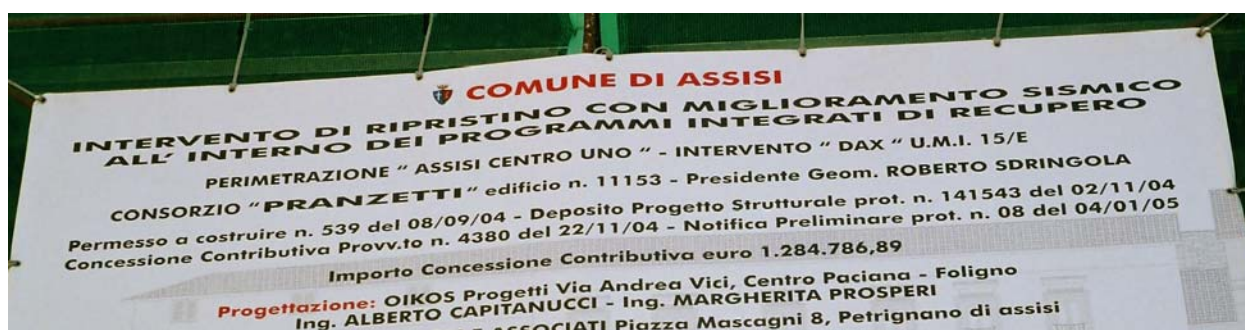 COMUNE DI ASSISI
INTERVENTO DI RIPRISTINO CON MIGLIORAMENTO SISMICO
ALL' INTERNO DEI PROGRAMMI INTEGRATI DI RECUPERO
PERIMETRAZIONE " ASSISI CENTRO UNO " - INTERVENTO " DAX " U.M.I. 15/E
CONSORZIO "PRANZETTI" edificio n. 11153 - Presidente Geom. ROBERTO SDRINGOLA
Permesso a costruire n. 539 del 08/09/04 - Deposito Progetto Strutturale prot. n. 141543 del 02/11/04
Concessione Contributiva Provv.to n. 4380 del 22/11/04 - Notifica Preliminare prot. n. 08 del 04/01/05
Importo Concessione Contributiva euro 1.284.786,89
Progettazione: OIKOS Progetti Via Andrea Vici, Centro Paciana - Foligno
Ing. ALBERTO CAPITANUCCI - Ing. MARGHERITA PROSPERI
ASSOCIATI Piazza Mascagni 8, Petrignano di assisi